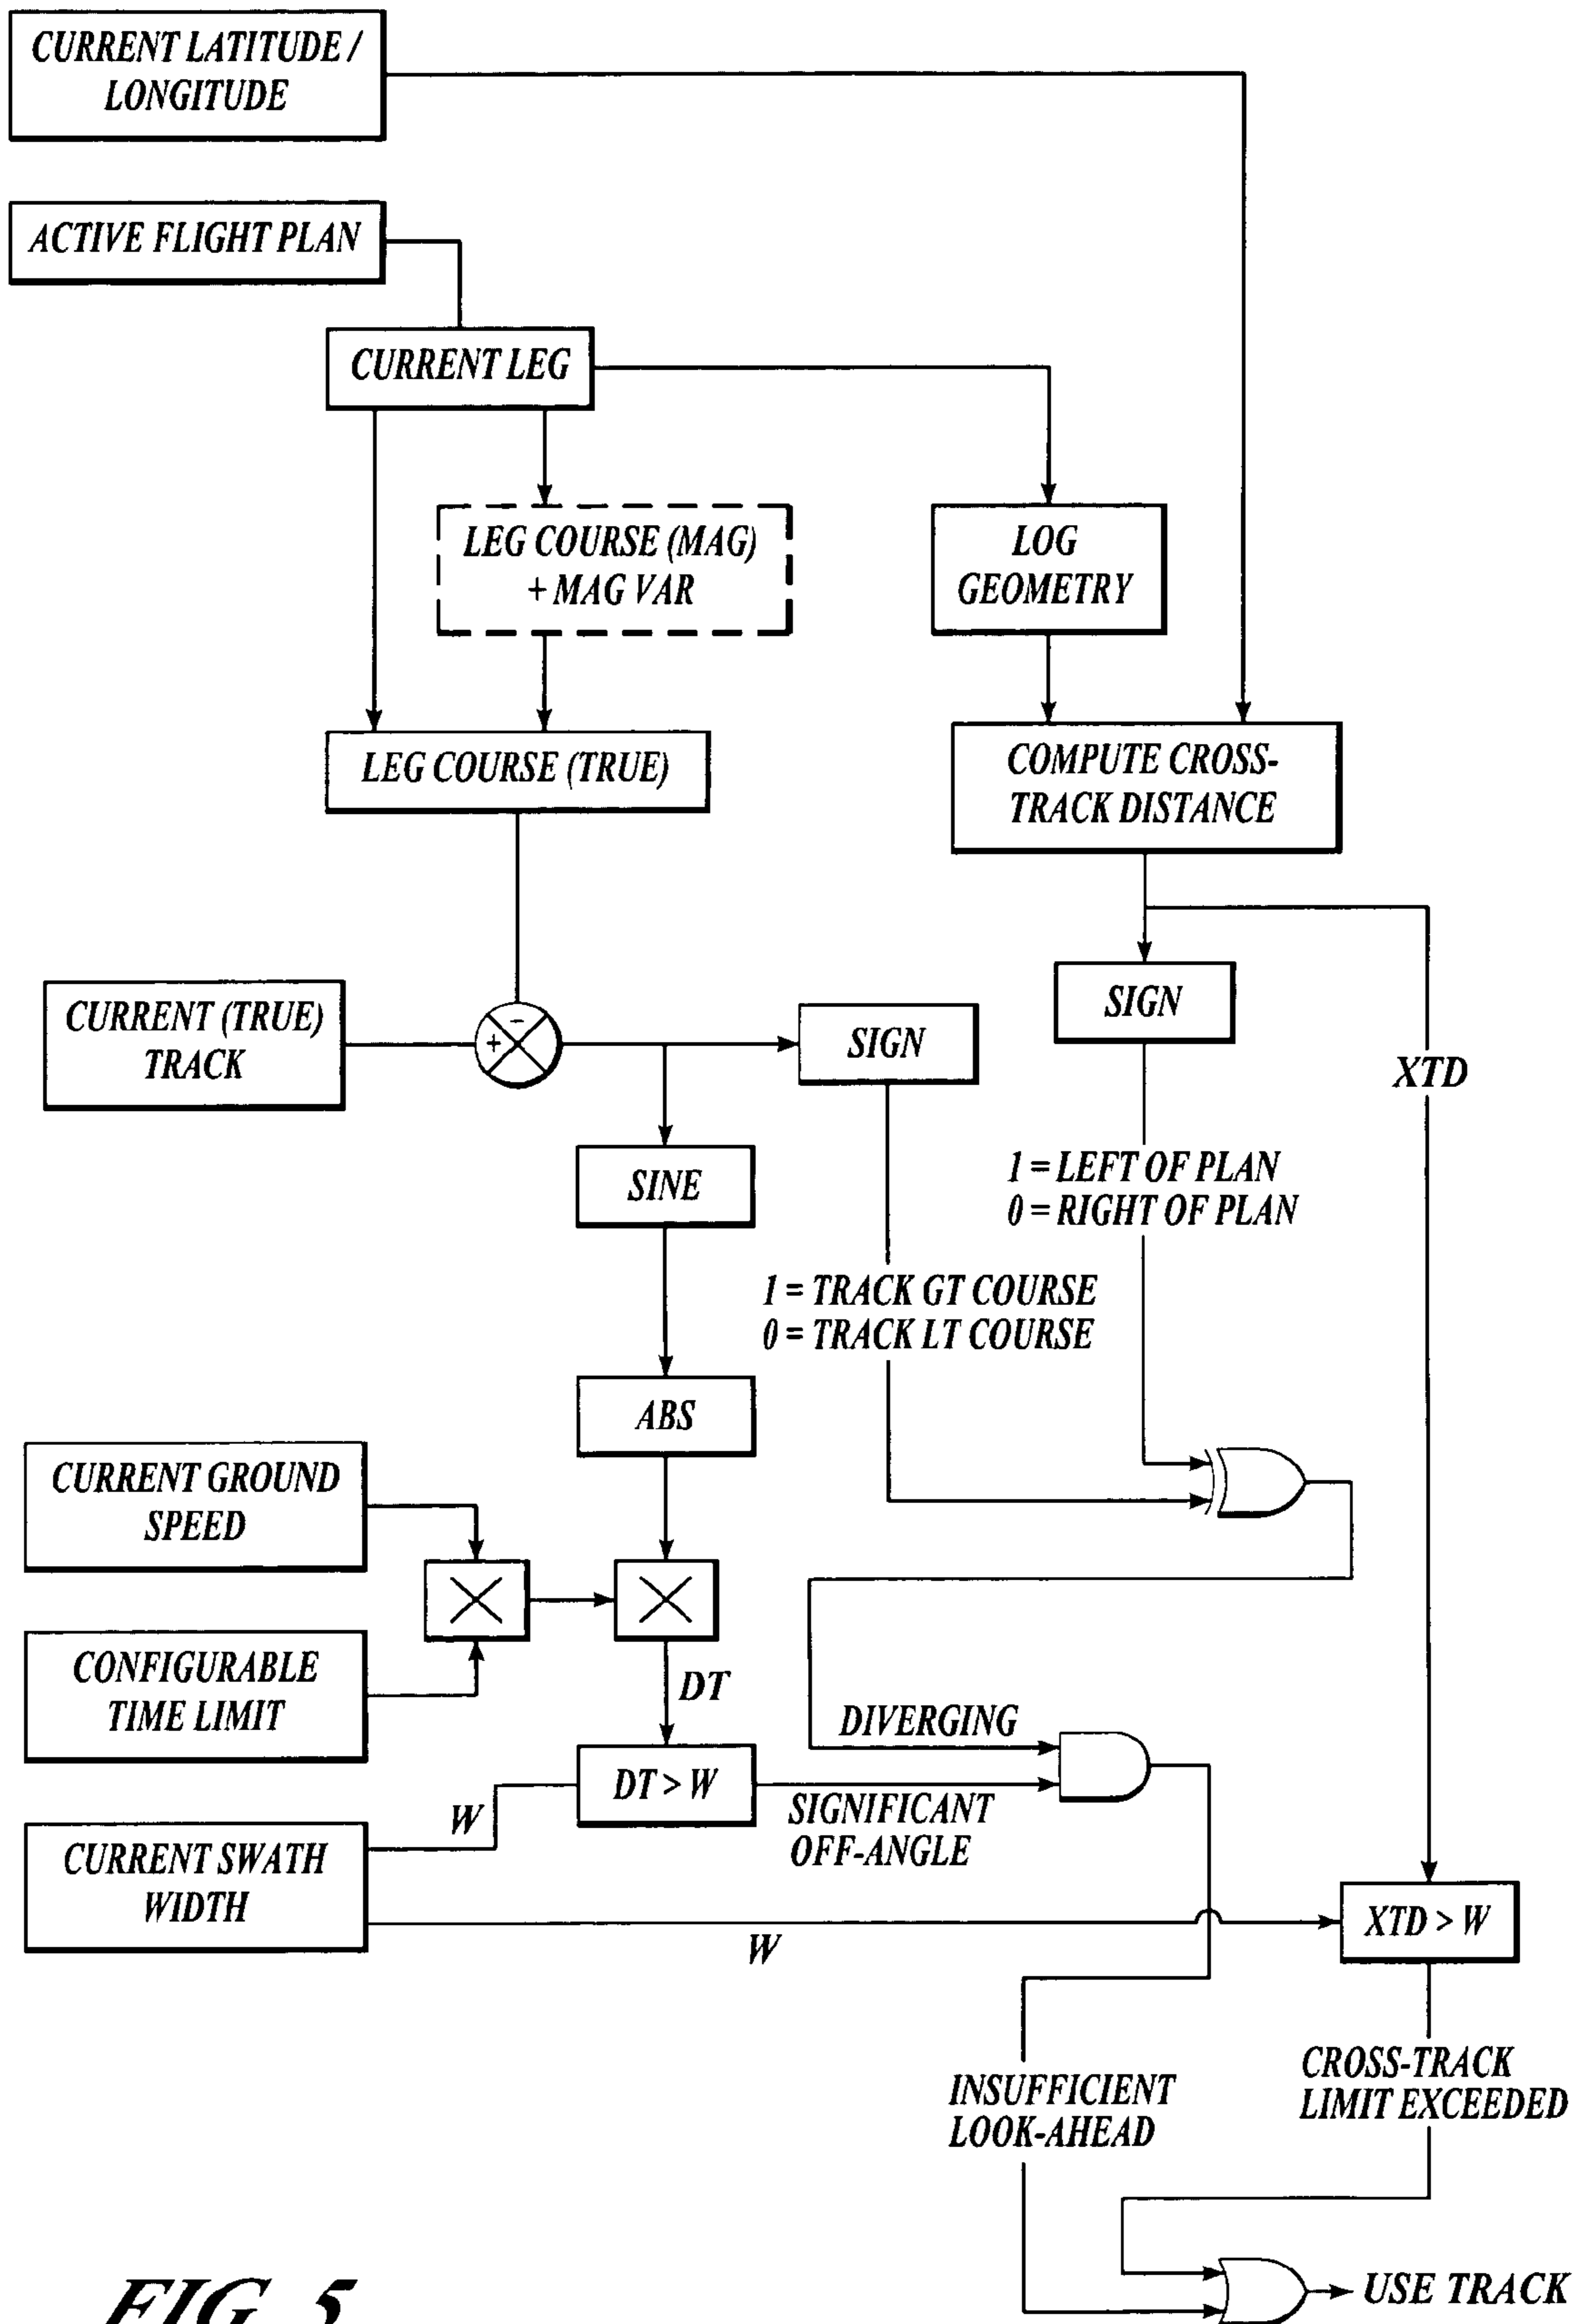 CURRENT LATITUDE /
LONGITUDE
ACTIVE FLIGHT PLAN
CURRENT LEG
LEG COURSE (MAG)
+ MAG VAR
LOG
GEOMETRY
LEG COURSE (TRUE)
COMPUTE CROSS-
TRACK DISTANCE
CURRENT (TRUE)
TRACK
+
-
SIGN
SIGN
XTD
SINE
1 = LEFT OF PLAN
0 = RIGHT OF PLAN
1 = TRACK GT COURSE
0 = TRACK LT COURSE
ABS
CURRENT GROUND
SPEED
CONFIGURABLE
TIME LIMIT
DT
DIVERGING
DT > W
W
SIGNIFICANT
OFF-ANGLE
CURRENT SWATH
WIDTH
W
XTD > W
INSUFFICIENT
LOOK-AHEAD
CROSS-TRACK
LIMIT EXCEEDED
USE TRACK
FIG. 5